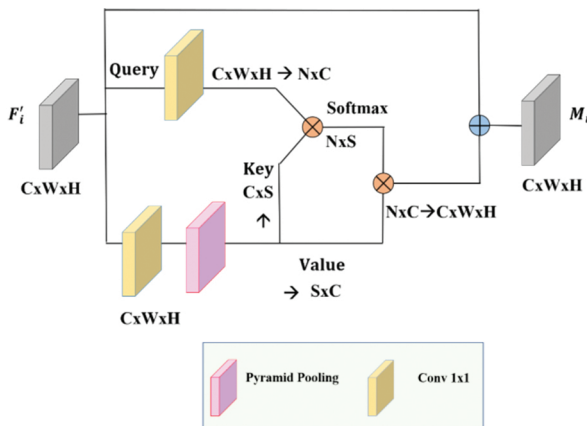 Query
CxWxH → NxC
Softmax
F'ᵢ
Mᵢ
NxS
Key
CxS
CxWxH
CxWxH
NxC→CxWxH
Value
→ SxC
CxWxH
Pyramid Pooling
Conv 1x1